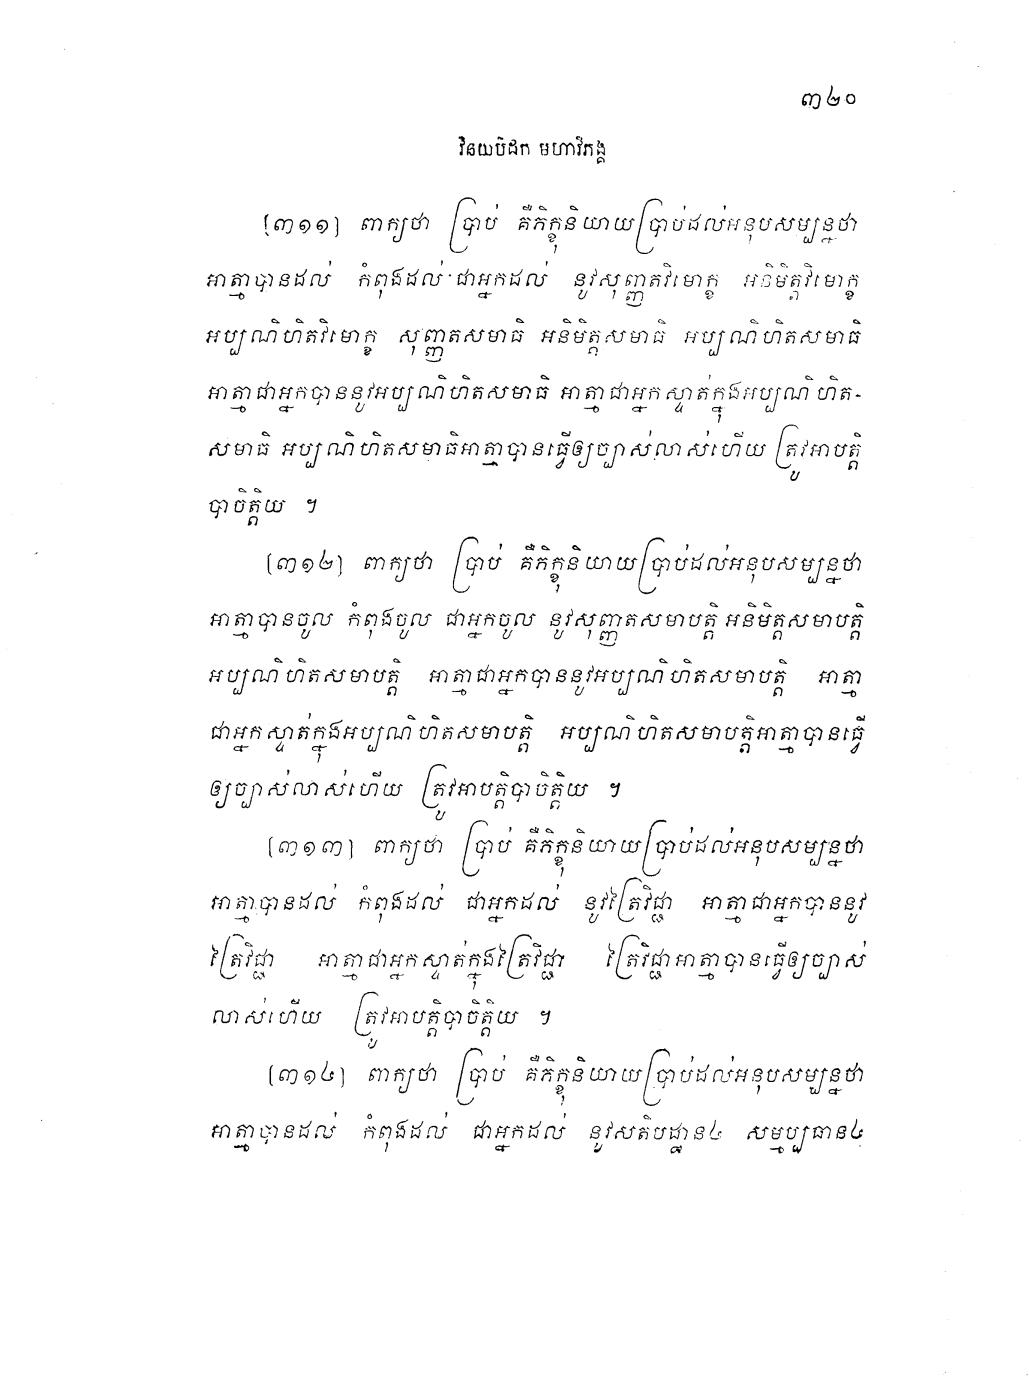 ៣២០
វិនយបិដក មហាវិភង្គ
[៣១១] ពាក្យថា ប្រាប់ គឺភិក្ខុនិយាយប្រាប់ដល់អនុបសម្បន្នថា
អាត្មាបានដល់ កំពុងដល់ ជាអ្នកដល់ នូវសុញ្ញតវិមោក្ខ អនិមិត្តវិមោក្ខ
អប្បណិហិតវិមោក្ខ សុញ្ញតសមាធិ អនិមិត្តសមាធិ អប្បណិហិតសមាធិ
អាត្មាជាអ្នកបាននូវអប្បណិហិតសមាធិ អាត្មាជាអ្នកស្ទាត់ក្នុងអប្បណិហិត-
សមាធិ អប្បណិហិតសមាធិអាត្មាបានធ្វើឲ្យច្បាស់លាស់ហើយ ត្រូវអាបត្តិ
បាចិត្តិយ ។
[៣១២] ពាក្យថា ប្រាប់ គឺភិក្ខុនិយាយប្រាប់ដល់អនុបសម្បន្នថា
អាត្មាបានចូល កំពុងចូល ជាអ្នកចូល នូវសុញ្ញតសមាបត្តិ អនិមិត្តសមាបត្តិ
អប្បណិហិតសមាបត្តិ អាត្មាជាអ្នកបាននូវអប្បណិហិតសមាបត្តិ អាត្មា
ជាអ្នកស្ទាត់ក្នុងអប្បណិហិតសមាបត្តិ អប្បណិហិតសមាបត្តិអាត្មាបានធ្វើ
ឲ្យច្បាស់លាស់ហើយ ត្រូវអាបត្តិបាចិត្តិយ ។
[៣១៣] ពាក្យថា ប្រាប់ គឺភិក្ខុនិយាយប្រាប់ដល់អនុបសម្បន្នថា
អាត្មាបានដល់ កំពុងដល់ ជាអ្នកដល់ នូវត្រៃវិជ្ជា អាត្មាជាអ្នកបាននូវ
ត្រៃវិជ្ជា អាត្មាជាអ្នកស្ទាត់ក្នុងត្រៃវិជ្ជា ត្រៃវិជ្ជាអាត្មាបានធ្វើឲ្យច្បាស់
លាស់ហើយ ត្រូវអាបត្តិបាចិត្តិយ ។
[៣១៤] ពាក្យថា ប្រាប់ គឺភិក្ខុនិយាយប្រាប់ដល់អនុបសម្បន្នថា
អាត្មាបានដល់ កំពុងដល់ ជាអ្នកដល់ នូវសតិបដ្ឋាន៤ សម្មប្បធាន៤